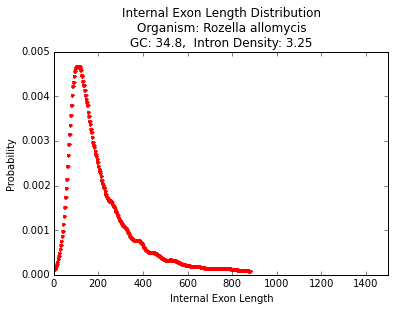 Internal Exon Length Distribution
Organism: Rozella allomycis
GC: 34.8,  Intron Density: 3.25
0.005
0.004
0.003
0.002
0.001
0.000
Probability
0 200 400 600 800 1000 1200 1400
Internal Exon Length